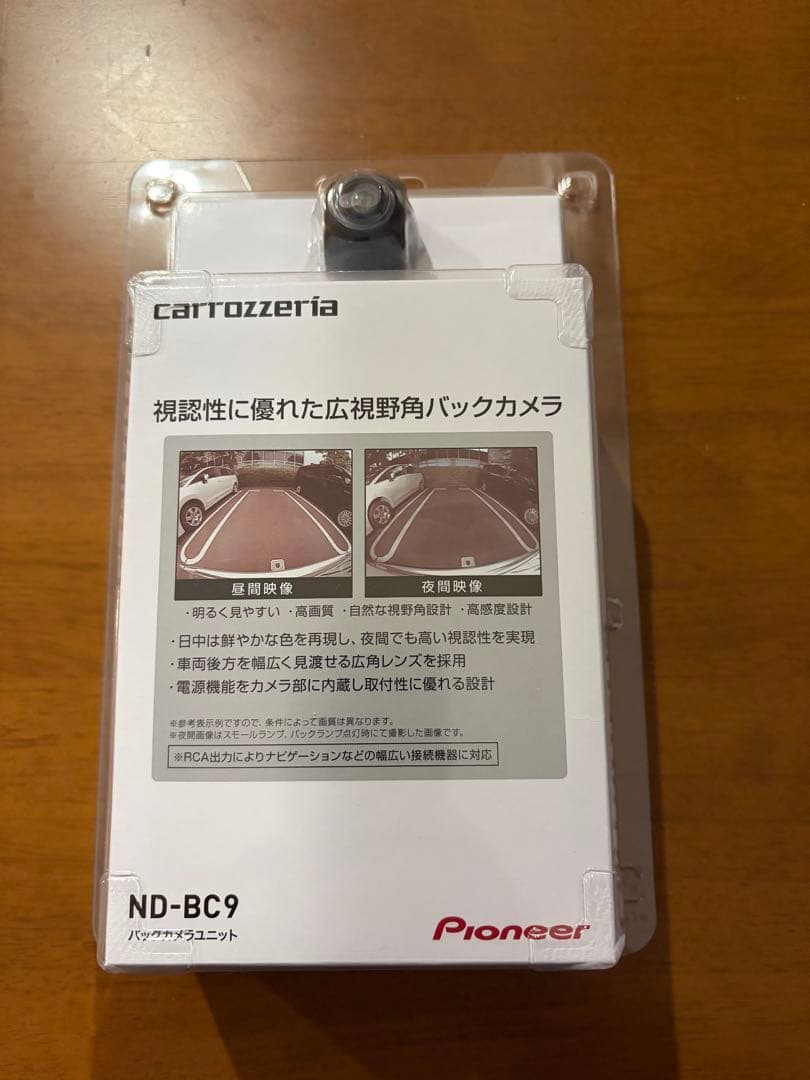 carrozzeria
視認性に優れた広視野角バックカメラ
昼間映像
夜間映像
・明るく見やすい ・高画質 ・自然な視野角設計 ・高感度設計
・日中は鮮やかな色を再現し、夜間でも高い視認性を実現
・車両後方を幅広く見渡せる広角レンズを採用
・電源機能をカメラ部に内蔵し取付性に優れる設計
※参考表示例ですので、条件によって画質は異なります。
※夜間画像はスモールランプ、バックランプ点灯時にて撮影した画像です。
※RCA出力によりナビゲーションなどの幅広い接続機器に対応
ND-BC9
バックカメラユニット
Pioneer